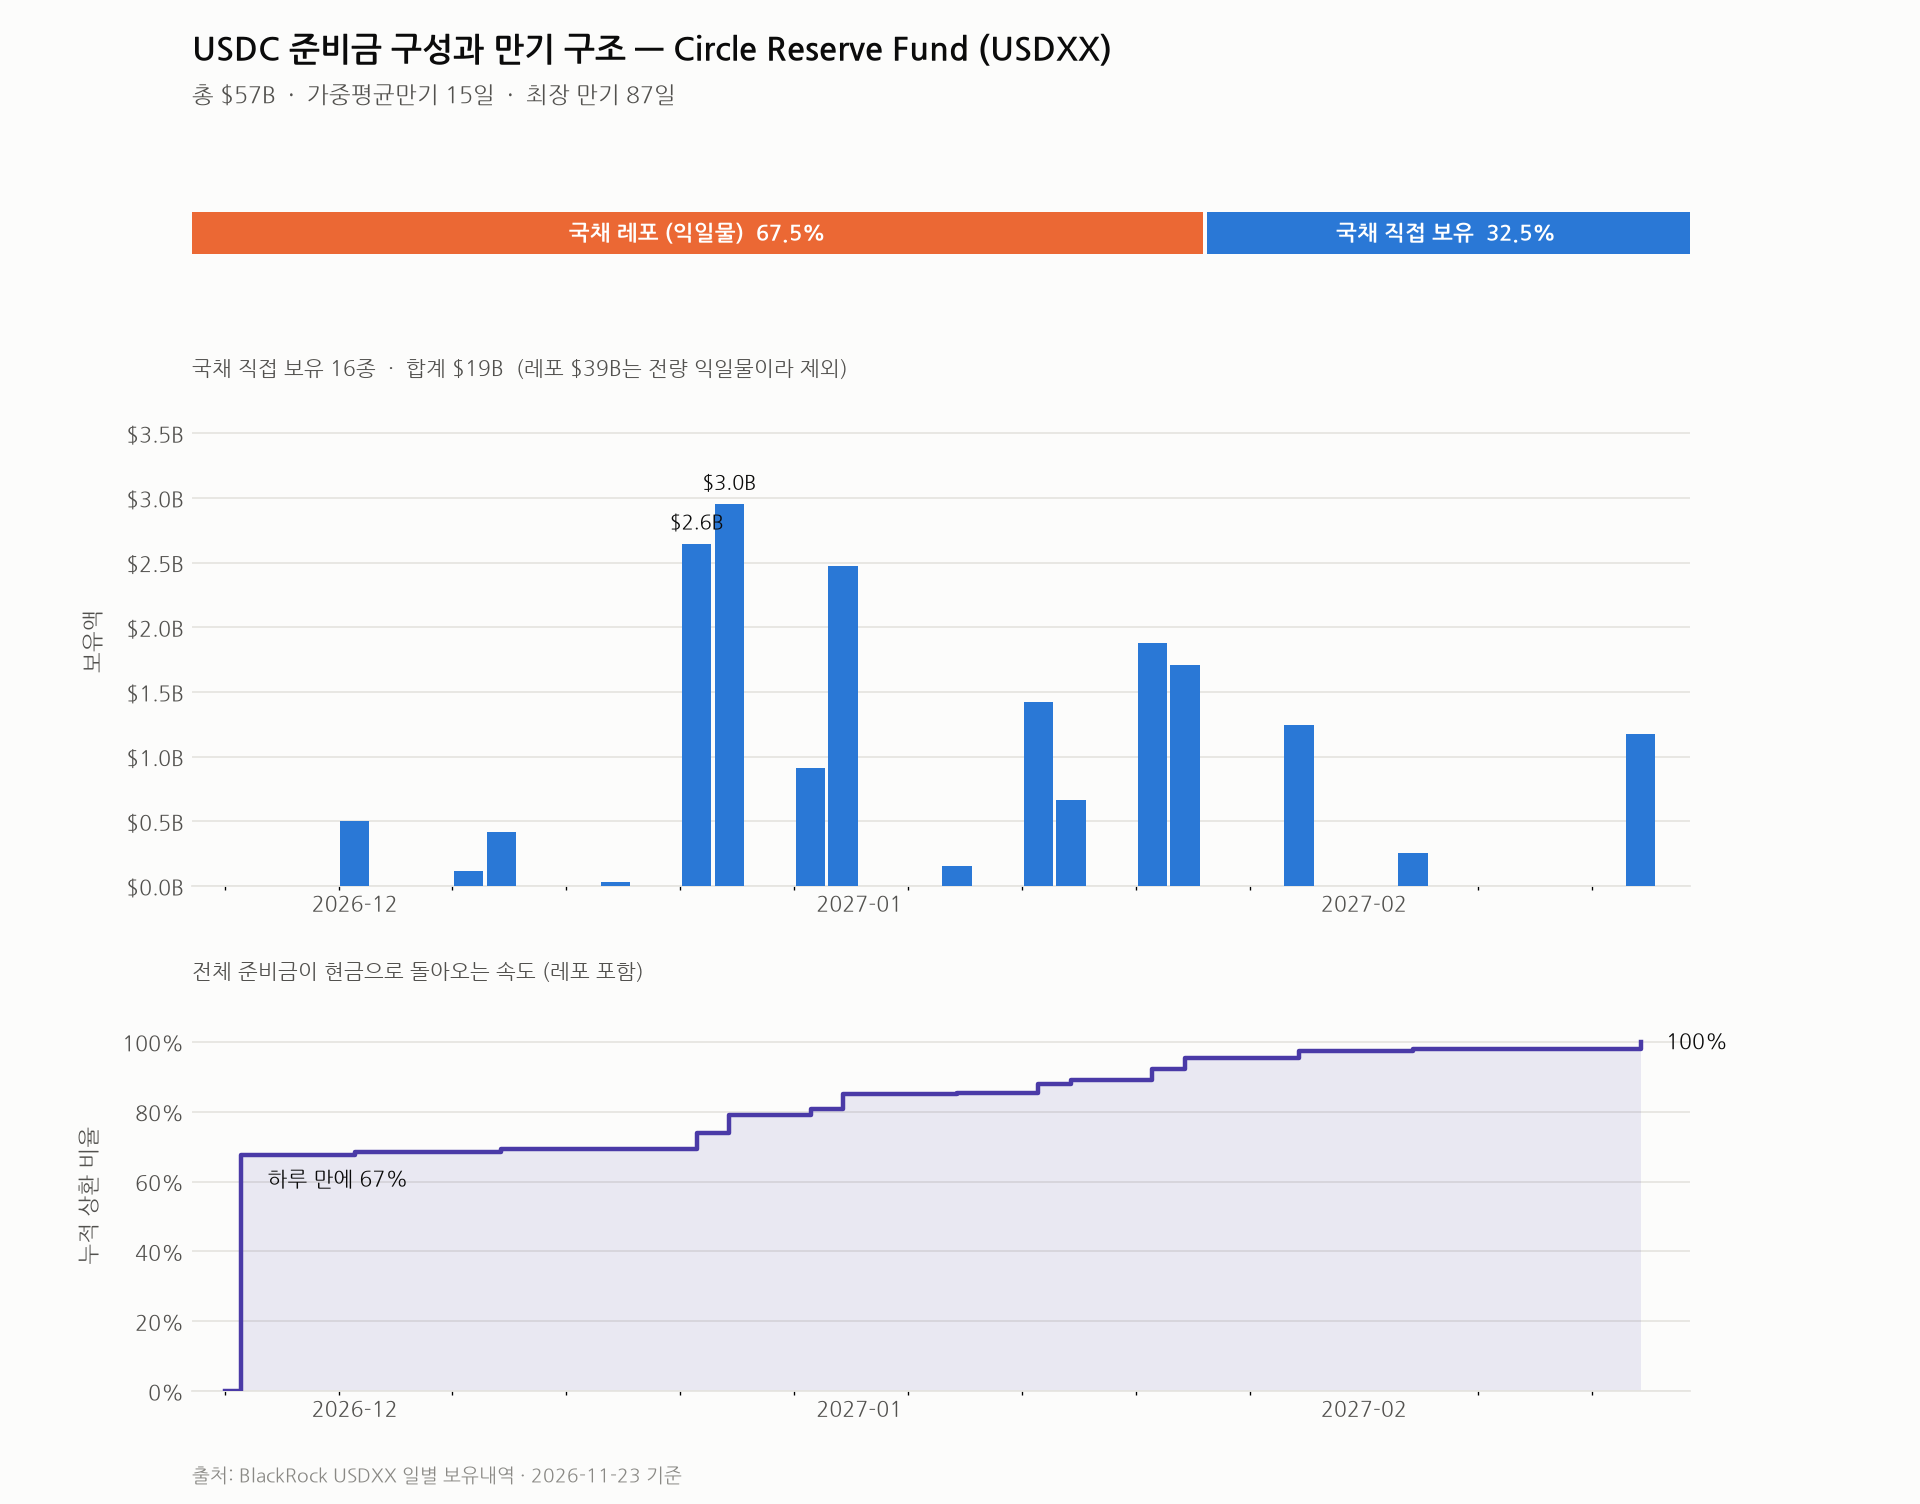 USDC 준비금 구성과 만기 구조 — Circle Reserve Fund (USDXX)
총 $57B · 가중평균만기 15일 · 최장 만기 87일
국채 레포 (익일물) 67.5%
국채 직접 보유 32.5%
국채 직접 보유 16종 · 합계 $19B (레포 $39B는 전량 익일물이라 제외)
보유액
$3.5B
$3.0B
$2.5B
$2.0B
$1.5B
$1.0B
$0.5B
$0.0B
$3.0B
$2.6B
2026-12
2027-01
2027-02
전체 준비금이 현금으로 돌아오는 속도 (레포 포함)
누적 상환 비율
100%
80%
60%
40%
20%
0%
하루 만에 67%
100%
2026-12
2027-01
2027-02
출처: BlackRock USDXX 일별 보유내역 · 2026-11-23 기준